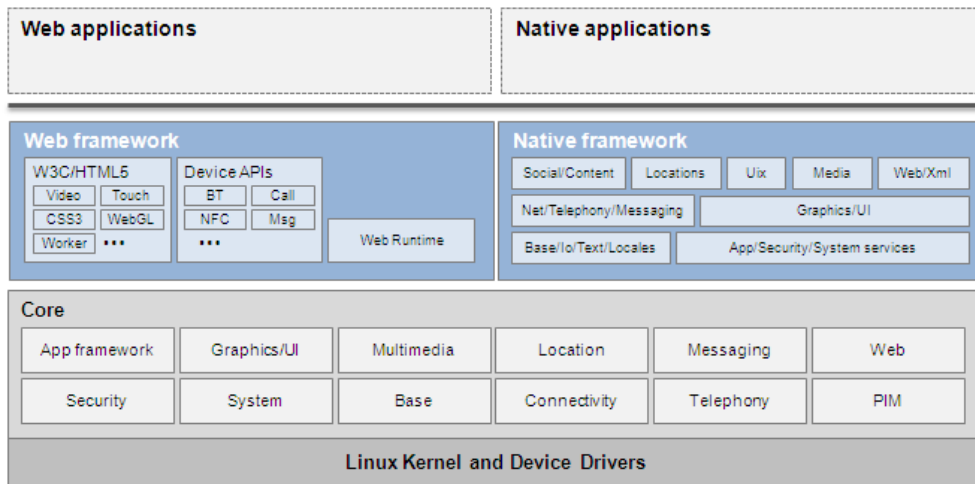 Web applications
Native applications
Web framework
W3C/HTML5
Video
Touch
CSS3
WebGL
Worker
•••
Device APIs
BT
Call
NFC
Msg
•••
Web Runtime
Native framework
Social/Content
Locations
Uix
Media
Web/Xml
Net/Telephony/Messaging
Graphics/UI
Base/Io/Text/Locales
App/Security/System services
Core
App framework
Graphics/UI
Multimedia
Location
Messaging
Web
Security
System
Base
Connectivity
Telephony
PIM
Linux Kernel and Device Drivers